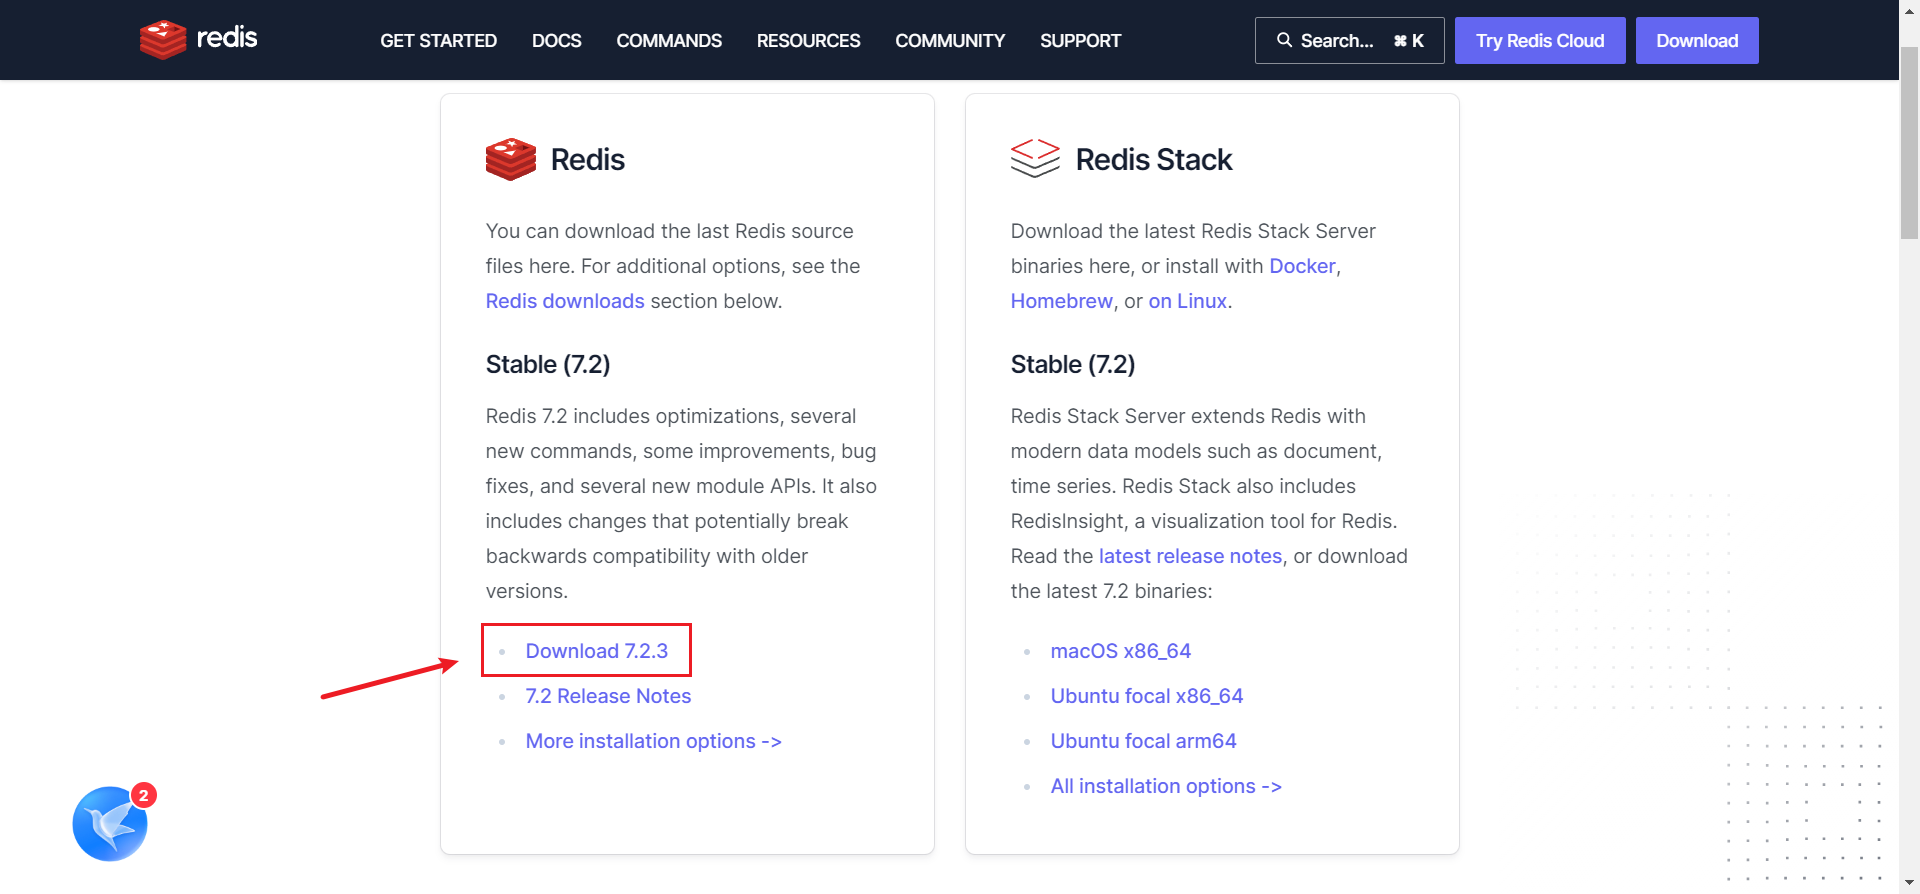 redis
GET STARTED
DOCS
COMMANDS
RESOURCES
COMMUNITY
SUPPORT
Search... ⌘ K
Try Redis Cloud
Download
Redis
You can download the last Redis source
files here. For additional options, see the
Redis downloads section below.
Stable (7.2)
Redis 7.2 includes optimizations, several
new commands, some improvements, bug
fixes, and several new module APIs. It also
includes changes that potentially break
backwards compatibility with older
versions.
Download 7.2.3
7.2 Release Notes
More installation options ->
Redis Stack
Download the latest Redis Stack Server
binaries here, or install with Docker,
Homebrew, or on Linux.
Stable (7.2)
Redis Stack Server extends Redis with
modern data models such as document,
time series. Redis Stack also includes
RedisInsight, a visualization tool for Redis.
Read the latest release notes, or download
the latest 7.2 binaries:
macOS x86_64
Ubuntu focal x86_64
Ubuntu focal arm64
All installation options ->
2